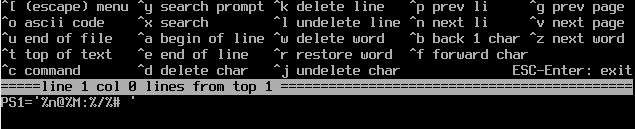 ^[ (escape) menu ^y search prompt ^k delete line ^p prev li ^g prev page
^o ascii code ^x search ^l undelete line ^n next li ^v next page
^u end of file ^a begin of line ^w delete word ^b back 1 char ^z next word
^t top of text ^e end of line ^r restore word ^f forward char
^c command ^d delete char ^j undelete char ESC-Enter: exit
=====line 1 col 0 lines from top 1 ============================================
PS1='%n@%M:%/%# '